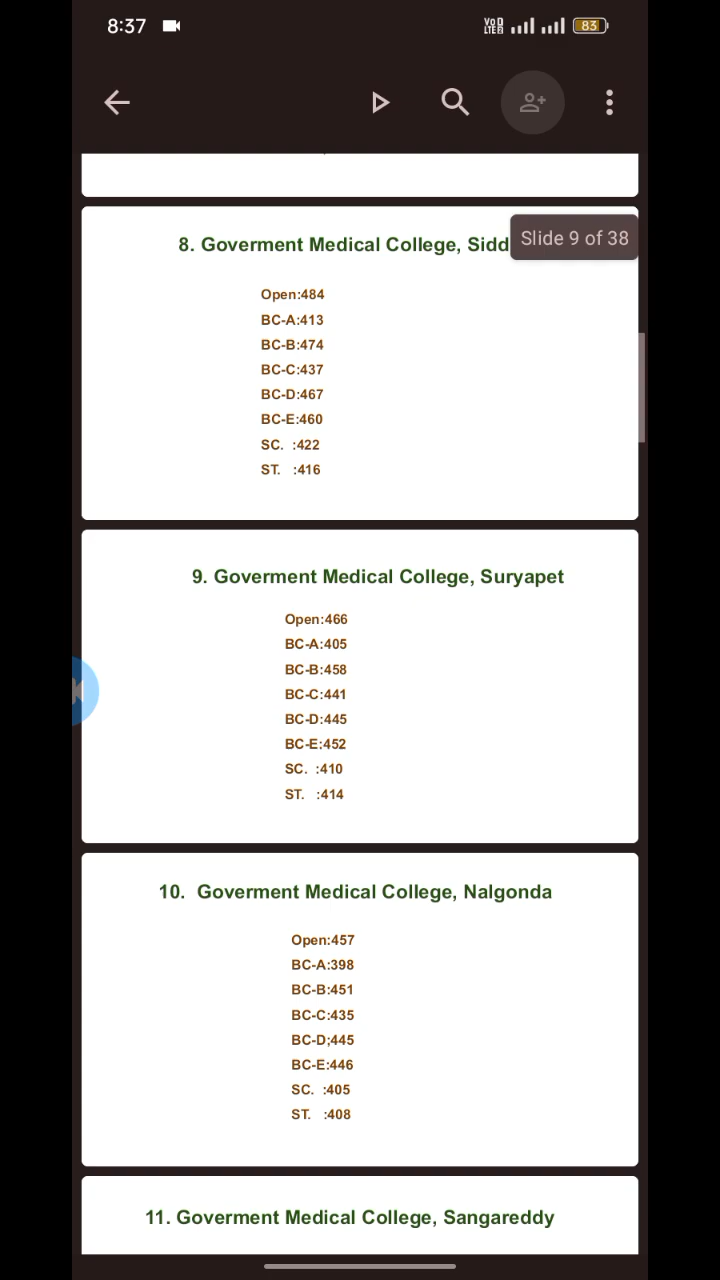 8:37
VoD LTE2 83
8. Goverment Medical College, Sidd
Slide 9 of 38
Open:484
BC-A:413
BC-B:474
BC-C:437
BC-D:467
BC-E:460
SC. :422
ST. :416
9. Goverment Medical College, Suryapet
Open:466
BC-A:405
BC-B:458
BC-C:441
BC-D:445
BC-E:452
SC. :410
ST. :414
10. Goverment Medical College, Nalgonda
Open:457
BC-A:398
BC-B:451
BC-C:435
BC-D;445
BC-E:446
SC. :405
ST. :408
11. Goverment Medical College, Sangareddy